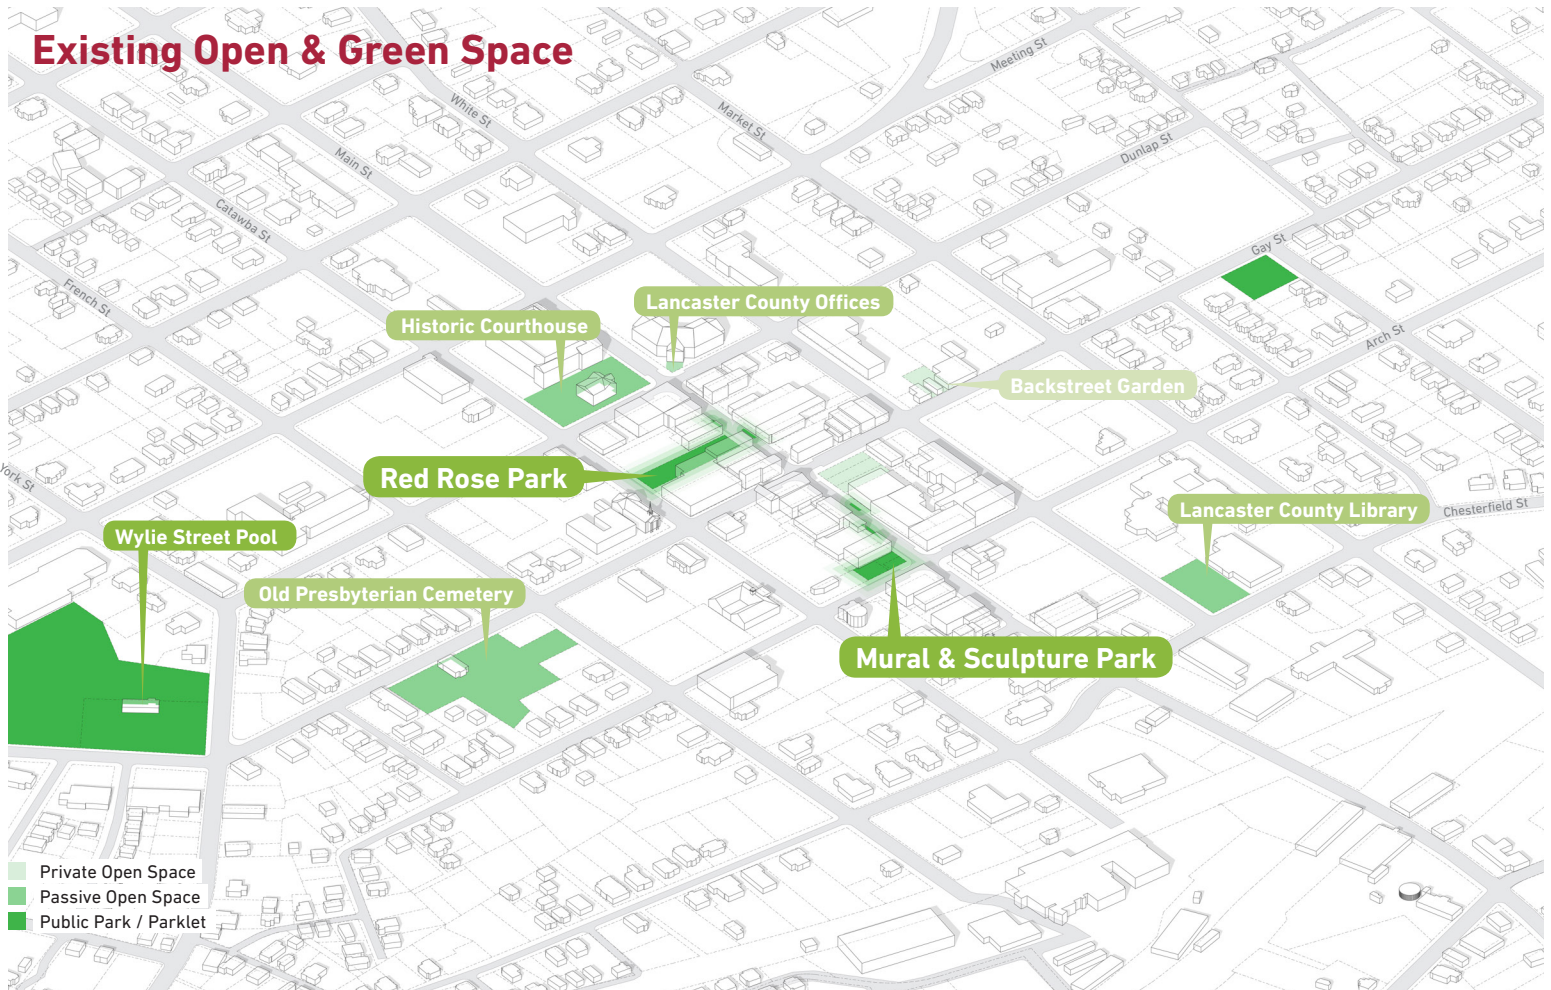 Existing Open & Green Space
Meeting St
White St
Market St
Dunlap St
Main St
Catawba St
Gay St
French St
Lancaster County Offices
Historic Courthouse
Arch St
Backstreet Garden
Red Rose Park
York St
Lancaster County Library
Chesterfield St
Wylie Street Pool
Old Presbyterian Cemetery
Mural & Sculpture Park
Private Open Space
Passive Open Space
Public Park / Parklet